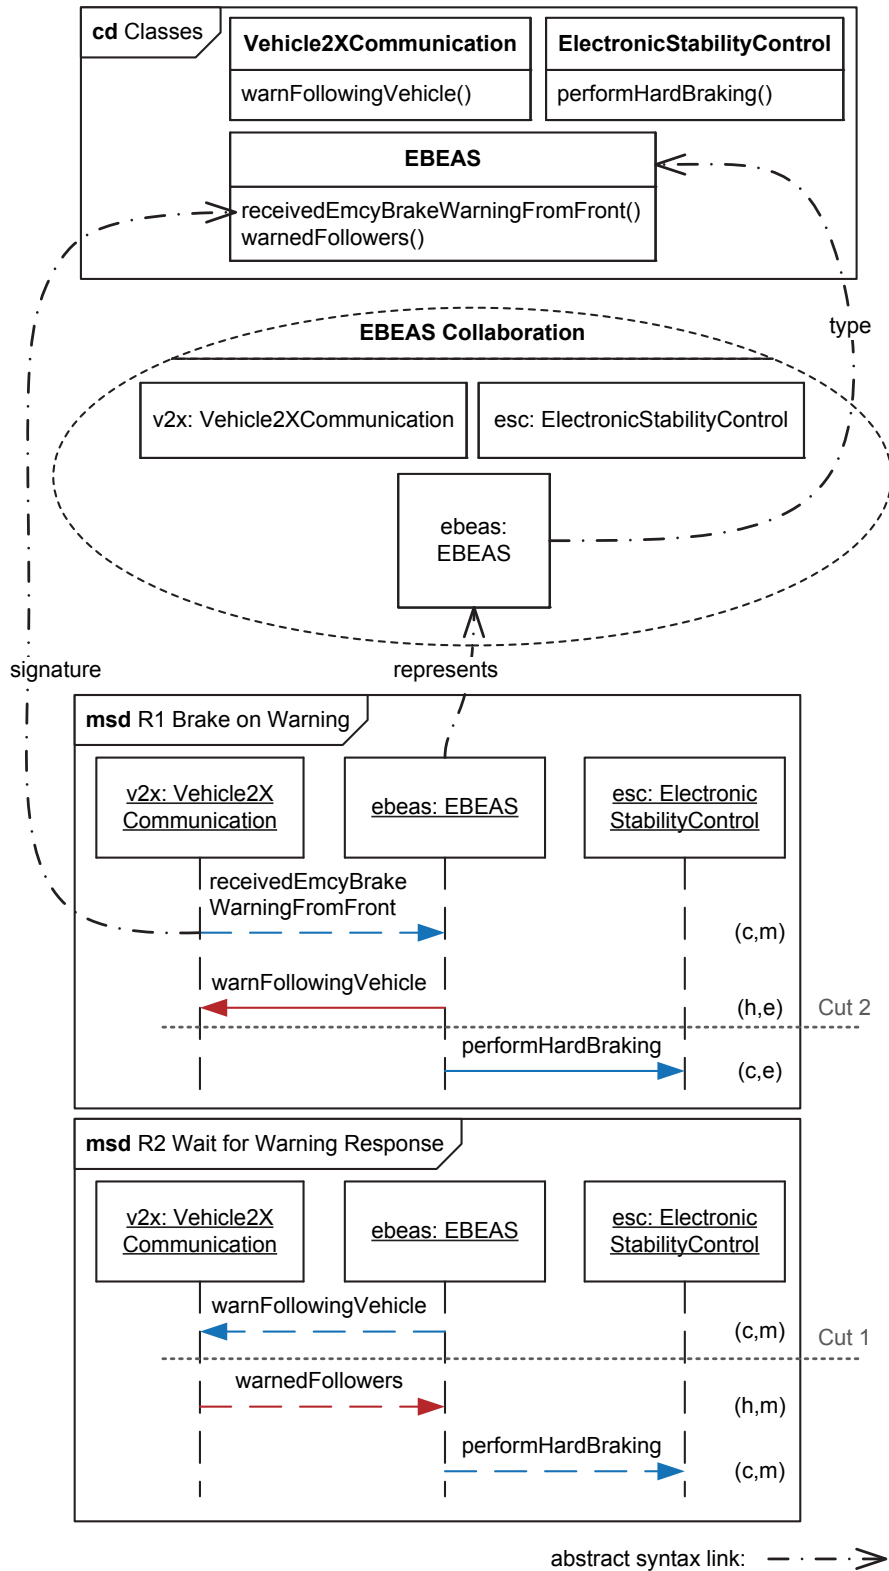 cd Classes
Vehicle2XCommunication
warnFollowingVehicle()
ElectronicStabilityControl
performHardBraking()
EBEAS
receivedEmcyBrakeWarningFromFront()
warnedFollowers()
type
EBEAS Collaboration
v2x: Vehicle2XCommunication
esc: ElectronicStabilityControl
ebeas:
EBEAS
signature
represents
msd R1 Brake on Warning
v2x: Vehicle2X
Communication
ebeas: EBEAS
esc: Electronic
StabilityControl
receivedEmcyBrake
WarningFromFront
(c,m)
warnFollowingVehicle
(h,e)
Cut 2
performHardBraking
(c,e)
msd R2 Wait for Warning Response
v2x: Vehicle2X
Communication
ebeas: EBEAS
esc: Electronic
StabilityControl
warnFollowingVehicle
(c,m)
Cut 1
warnedFollowers
(h,m)
performHardBraking
(c,m)
abstract syntax link: